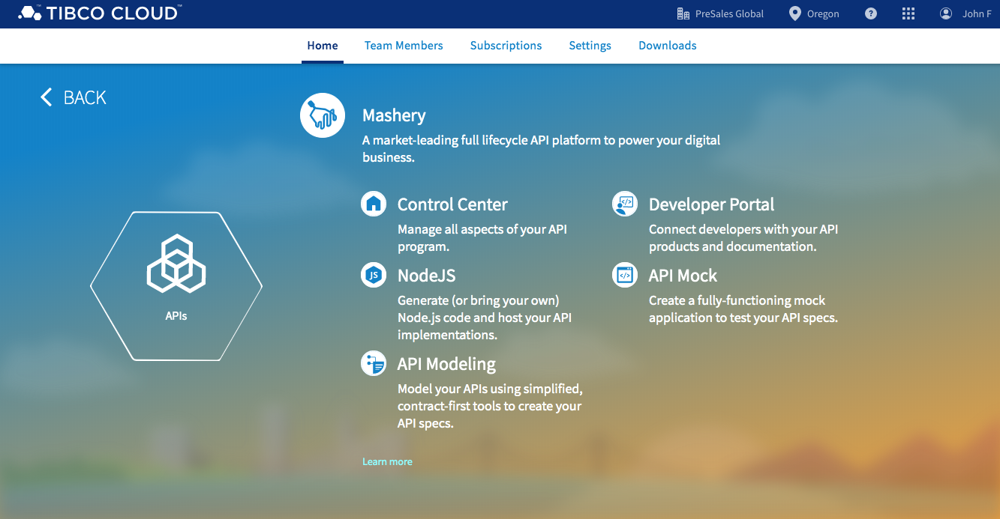 TIBCO CLOUD™
PreSales Global
Oregon
?
John F
Home
Team Members
Subscriptions
Settings
Downloads
BACK
APIs
Mashery
A market-leading full lifecycle API platform to power your digital
business.
Control Center
Manage all aspects of your API
program.
</>
Developer Portal
Connect developers with your API
products and documentation.
JS
NodeJS
Generate (or bring your own)
Node.js code and host your API
implementations.
</>
API Mock
Create a fully-functioning mock
application to test your API specs.
API Modeling
Model your APIs using simplified,
contract-first tools to create your
API specs.
Learn more